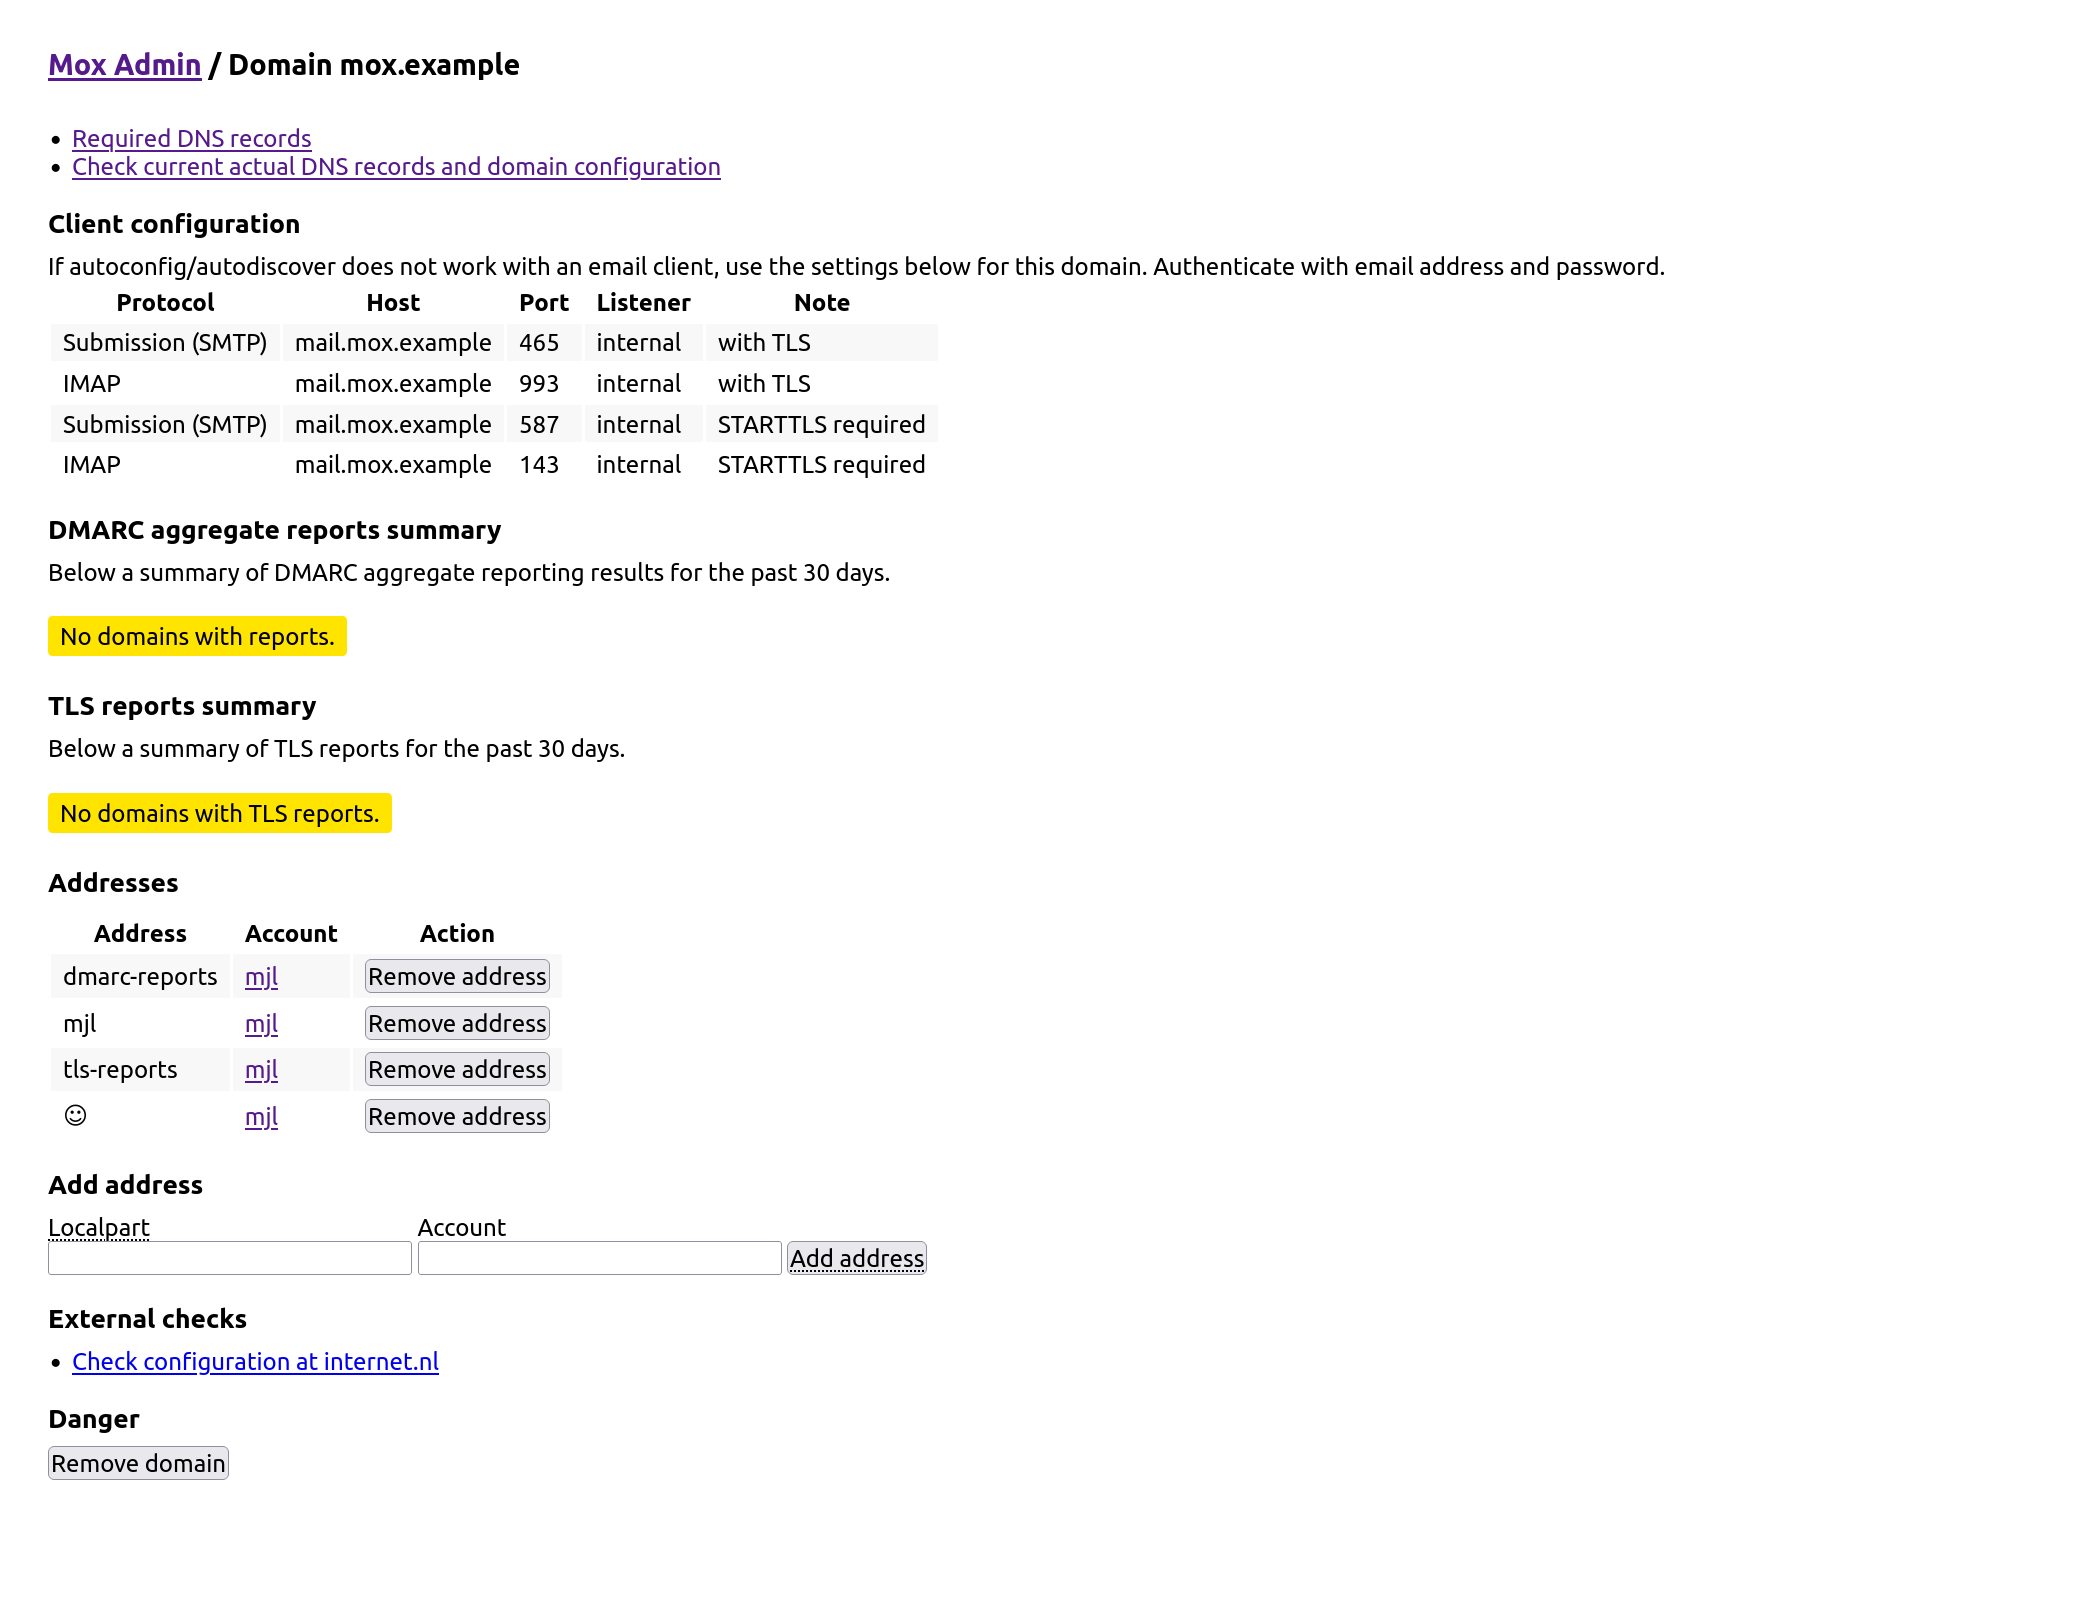 Mox Admin / Domain mox.example
• Required DNS records
• Check current actual DNS records and domain configuration
Client configuration
If autoconfig/autodiscover does not work with an email client, use the settings below for this domain. Authenticate with email address and password.
Protocol Host Port Listener Note
Submission (SMTP) mail.mox.example 465 internal with TLS
IMAP mail.mox.example 993 internal with TLS
Submission (SMTP) mail.mox.example 587 internal STARTTLS required
IMAP mail.mox.example 143 internal STARTTLS required
DMARC aggregate reports summary
Below a summary of DMARC aggregate reporting results for the past 30 days.
No domains with reports.
TLS reports summary
Below a summary of TLS reports for the past 30 days.
No domains with TLS reports.
Addresses
Address Account Action
dmarc-reports mjl Remove address
mjl mjl Remove address
tls-reports mjl Remove address
☺ mjl Remove address
Add address
Localpart Account
Add address
External checks
• Check configuration at internet.nl
Danger
Remove domain